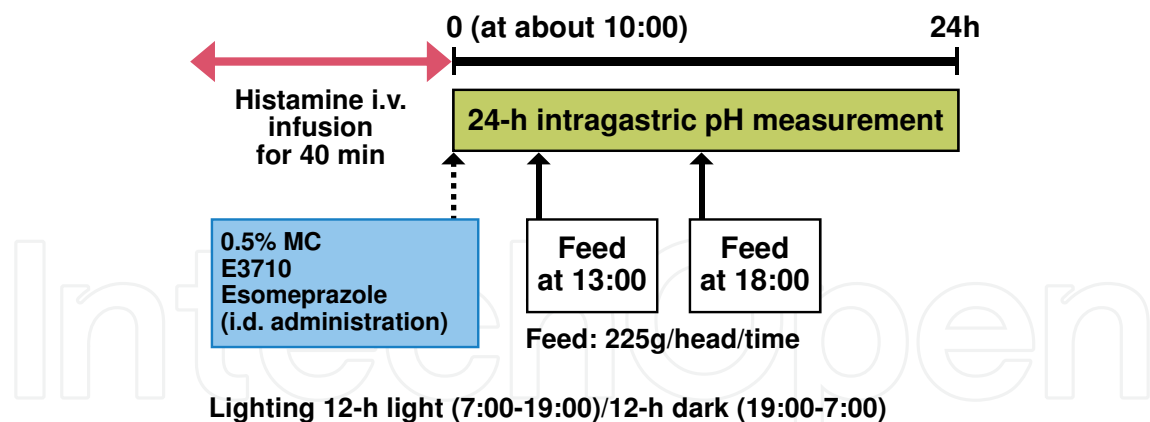 0 (at about 10:00)
24h
Histamine i.v.
infusion
for 40 min
24-h intragastric pH measurement
0.5% MC
E3710
Esomeprazole
(i.d. administration)
Feed
at 13:00
Feed
at 18:00
Feed: 225g/head/time
Lighting 12-h light (7:00-19:00)/12-h dark (19:00-7:00)
IntechOpen